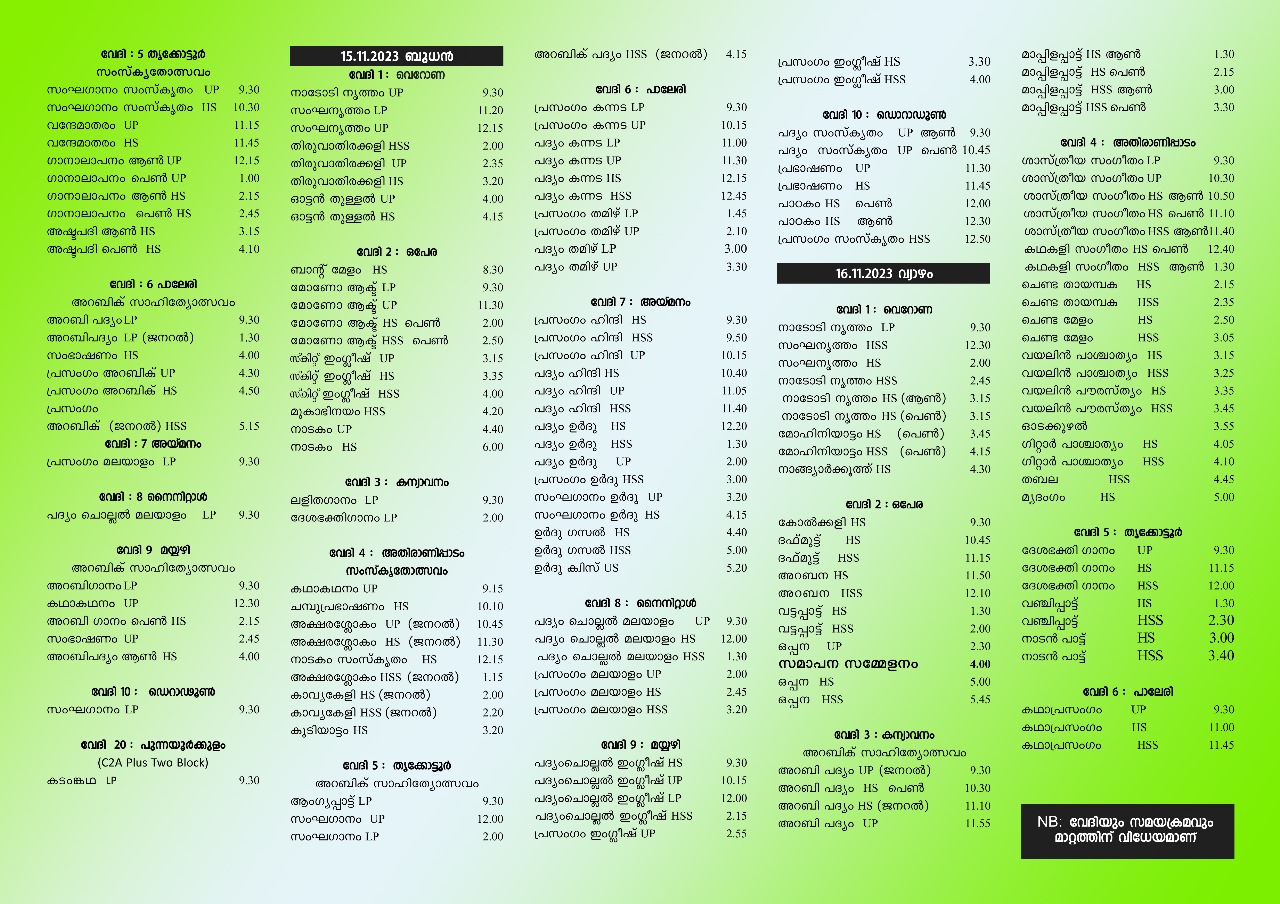 വേദി : 5 തൃക്കോട്ടൂർ
സംസ്കൃതോത്സവം
സംഘഗാനം സംസ്കൃതം UP 9.30
സംഘഗാനം സംസ്കൃതം HS 10.30
വന്ദേമാതരം UP 11.15
വന്ദേമാതരം HS 11.45
ഗാനാലാപനം ആൺ UP 12.15
ഗാനാലാപനം പെൺ UP 1.00
ഗാനാലാപനം ആൺ HS 2.15
ഗാനാലാപനം പെൺ HS 2.45
അഷ്ടപദി ആൺ HS 3.15
അഷ്ടപദി പെൺ HS 4.10
വേദി : 6 പാലേരി
അറബിക് സാഹിത്യോത്സവം
അറബി പദ്യം LP 9.30
അറബിപദ്യം LP (ജനറൽ) 1.30
സംഭാഷണം HS 4.00
പ്രസംഗം അറബിക് UP 4.30
പ്രസംഗം അറബിക് HS 4.50
പ്രസംഗം
അറബിക് (ജനറൽ) HSS 5.15
വേദി : 7 അയ്മനം
പ്രസംഗം മലയാളം LP 9.30
വേദി : 8 നൈനിറ്റാൾ
പദ്യം ചൊല്ലൽ മലയാളം LP 9.30
വേദി 9 മയ്യഴി
അറബിക് സാഹിത്യോത്സവം
അറബിഗാനം LP 9.30
കഥാകഥനം UP 12.30
അറബി ഗാനം പെൺ HS 2.15
സംഭാഷണം UP 2.45
അറബിപദ്യം ആൺ HS 4.00
വേദി 10 : ഡെറാഡൂൺ
സംഘഗാനം LP 9.30
വേദി 20 : പുന്നയൂർക്കുളം
(C2A Plus Two Block)
കടങ്കഥ LP 9.30
15.11.2023 ബുധൻ
വേദി 1 : വെറോണ
നാടോടി നൃത്തം UP 9.30
സംഘനൃത്തം LP 11.20
സംഘനൃത്തം UP 12.15
തിരുവാതിരക്കളി HSS 2.00
തിരുവാതിരക്കളി UP 2.35
തിരുവാതിരക്കളി HS 3.20
ഓട്ടൻ തുള്ളൽ UP 4.00
ഓട്ടൻ തുള്ളൽ HS 4.15
വേദി 2 : ഒപേര
ബാന്റ് മേളം HS 8.30
മോണോ ആക്ട് LP 9.30
മോണോ ആക്ട് UP 11.30
മോണോ ആക്ട് HS പെൺ 2.00
മോണോ ആക്ട് HSS പെൺ 2.50
സ്കിറ്റ് ഇംഗ്ലീഷ് UP 3.15
സ്കിറ്റ് ഇംഗ്ലീഷ് HS 3.35
സ്കിറ്റ് ഇംഗ്ലീഷ് HSS 4.00
മൂകാഭിനയം HSS 4.20
നാടകം UP 4.40
നാടകം HS 6.00
വേദി 3 : കന്യാവനം
ലളിതഗാനം LP 9.30
ദേശഭക്തിഗാനം LP 2.00
വേദി 4 : അതിരാണിപ്പാടം
സംസ്കൃതോത്സവം
കഥാകഥനം UP 9.15
ചമ്പുപ്രഭാഷണം HS 10.10
അക്ഷരശ്ലോകം UP (ജനറൽ) 10.45
അക്ഷരശ്ലോകം HS (ജനറൽ) 11.30
നാടകം സംസ്കൃതം HS 12.15
അക്ഷരശ്ലോകം HSS (ജനറൽ) 1.15
കാവ്യകേളി HS (ജനറൽ) 2.00
കാവ്യകേളി HSS (ജനറൽ) 2.20
കൂടിയാട്ടം HS 3.20
വേദി 5 : തൃക്കോട്ടൂർ
അറബിക് സാഹിത്യോത്സവം
ആംഗ്യപ്പാട്ട് LP 9.30
സംഘഗാനം UP 12.00
സംഘഗാനം LP 2.00
അറബിക് പദ്യം HSS (ജനറൽ) 4.15
വേദി 6 : പാലേരി
പ്രസംഗം കന്നട LP 9.30
പ്രസംഗം കന്നട UP 10.15
പദ്യം കന്നട LP 11.00
പദ്യം കന്നട UP 11.30
പദ്യം കന്നട HS 12.15
പദ്യം കന്നട HSS 12.45
പ്രസംഗം തമിഴ് LP 1.45
പ്രസംഗം തമിഴ് UP 2.10
പദ്യം തമിഴ് LP 3.00
പദ്യം തമിഴ് UP 3.30
വേദി 7 : അയ്മനം
പ്രസംഗം ഹിന്ദി HS 9.30
പ്രസംഗം ഹിന്ദി HSS 9.50
പ്രസംഗം ഹിന്ദി UP 10.15
പദ്യം ഹിന്ദി HS 10.40
പദ്യം ഹിന്ദി UP 11.05
പദ്യം ഹിന്ദി HSS 11.40
പദ്യം ഉർദു HS 12.20
പദ്യം ഉർദു HSS 1.30
പദ്യം ഉർദു UP 2.00
പ്രസംഗം ഉർദു HSS 3.00
സംഘഗാനം ഉർദു UP 3.20
സംഘഗാനം ഉർദു HS 4.15
ഉർദു ഗസൽ HS 4.40
ഉർദു ഗസൽ HSS 5.00
ഉർദു ക്വിസ് US 5.20
വേദി 8 : നൈനിറ്റാൾ
പദ്യം ചൊല്ലൽ മലയാളം UP 9.30
പദ്യം ചൊല്ലൽ മലയാളം HS 12.00
പദ്യം ചൊല്ലൽ മലയാളം HSS 1.30
പ്രസംഗം മലയാളം UP 2.00
പ്രസംഗം മലയാളം HS 2.45
പ്രസംഗം മലയാളം HSS 3.20
വേദി 9 : മയ്യഴി
പദ്യംചൊല്ലൽ ഇംഗ്ലീഷ് HS 9.30
പദ്യംചൊല്ലൽ ഇംഗ്ലീഷ് UP 10.15
പദ്യംചൊല്ലൽ ഇംഗ്ലീഷ് LP 12.00
പദ്യംചൊല്ലൽ ഇംഗ്ലീഷ് HSS 2.15
പ്രസംഗം ഇംഗ്ലീഷ് UP 2.55
പ്രസംഗം ഇംഗ്ലീഷ് HS 3.30
പ്രസംഗം ഇംഗ്ലീഷ് HSS 4.00
വേദി 10 : ഡൊറാഡൂൺ
പദ്യം സംസ്കൃതം UP ആൺ 9.30
പദ്യം സംസ്കൃതം UP പെൺ 10.45
പ്രഭാഷണം UP 11.30
പ്രഭാഷണം HS 11.45
പാഠകം HS പെൺ 12.00
പാഠകം HS ആൺ 12.30
പ്രസംഗം സംസ്കൃതം HSS 12.50
16.11.2023 വ്യാഴം
വേദി 1 : വെറോണ
നാടോടി നൃത്തം LP 9.30
സംഘനൃത്തം HSS 12.30
സംഘനൃത്തം HS 2.00
നാടോടി നൃത്തം HSS 2.45
നാടോടി നൃത്തം HS (ആൺ) 3.15
നാടോടി നൃത്തം HS (പെൺ) 3.15
മോഹിനിയാട്ടം HS (പെൺ) 3.45
മോഹിനിയാട്ടം HSS (പെൺ) 4.15
നാങ്ങ്യാർക്കൂത്ത് HS 4.30
വേദി 2 : ഒപേര
കോൽക്കളി HS 9.30
ദഫ്മുട്ട് HS 10.45
ദഫ്മുട്ട് HSS 11.15
അറബന HS 11.50
അറബന HSS 12.10
വട്ടപ്പാട്ട് HS 1.30
വട്ടപ്പാട്ട് HSS 2.00
ഒപ്പന UP 2.30
സമാപന സമ്മേളനം 4.00
ഒപ്പന HS 5.00
ഒപ്പന HSS 5.45
വേദി 3 : കന്യാവനം
അറബിക് സാഹിത്യോത്സവം
അറബി പദ്യം UP (ജനറൽ) 9.30
അറബി പദ്യം HS പെൺ 10.30
അറബി പദ്യം HS (ജനറൽ) 11.10
അറബി പദ്യം UP 11.55
മാപ്പിളപ്പാട്ട് HS ആൺ 1.30
മാപ്പിളപ്പാട്ട് HS പെൺ 2.15
മാപ്പിളപ്പാട്ട് HSS ആൺ 3.00
മാപ്പിളപ്പാട്ട് HSS പെൺ 3.30
വേദി 4 : അതിരാണിപ്പാടം
ശാസ്ത്രീയ സംഗീതം LP 9.30
ശാസ്ത്രീയ സംഗീതം UP 10.30
ശാസ്ത്രീയ സംഗീതം HS ആൺ 10.50
ശാസ്ത്രീയ സംഗീതം HS പെൺ 11.10
ശാസ്ത്രീയ സംഗീതം HSS ആൺ 11.40
കഥകളി സംഗീതം HS പെൺ 12.40
കഥകളി സംഗീതം HSS ആൺ 1.30
ചെണ്ട തായമ്പക HS 2.15
ചെണ്ട തായമ്പക HSS 2.35
ചെണ്ട മേളം HS 2.50
ചെണ്ട മേളം HSS 3.05
വയലിൻ പാശ്ചാത്യം HS 3.15
വയലിൻ പാശ്ചാത്യം HSS 3.25
വയലിൻ പൗരസ്ത്യം HS 3.35
വയലിൻ പൗരസ്ത്യം HSS 3.45
ഓടക്കുഴൽ 3.55
ഗിറ്റാർ പാശ്ചാത്യം HS 4.05
ഗിറ്റാർ പാശ്ചാത്യം HSS 4.10
തബല HSS 4.45
മൃദംഗം HS 5.00
വേദി 5 : തൃക്കോട്ടൂർ
ദേശഭക്തി ഗാനം UP 9.30
ദേശഭക്തി ഗാനം HS 11.15
ദേശഭക്തി ഗാനം HSS 12.00
വഞ്ചിപ്പാട്ട് HS 1.30
വഞ്ചിപ്പാട്ട് HSS 2.30
നാടൻ പാട്ട് HS 3.00
നാടൻ പാട്ട് HSS 3.40
വേദി 6 : പാലേരി
കഥാപ്രസംഗം UP 9.30
കഥാപ്രസംഗം HS 11.00
കഥാപ്രസംഗം HSS 11.45
NB: വേദിയും സമയക്രമവും
മാറ്റത്തിന് വിധേയമാണ്